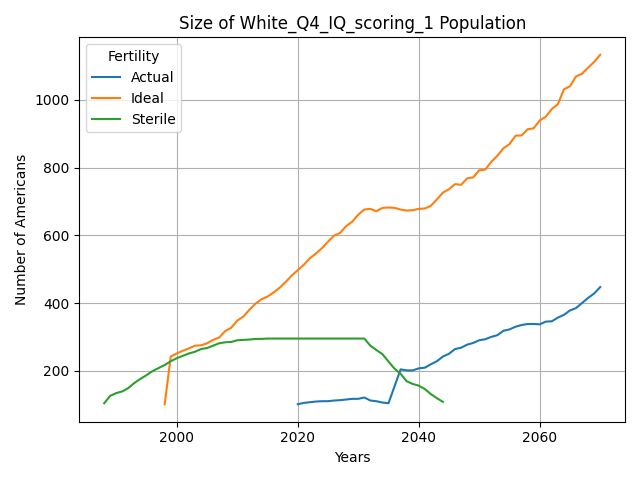 Size of White_Q4_IQ_scoring_1 Population
Fertility
Actual
Ideal
Sterile
Number of Americans
1000
800
600
400
200
2000
2020
2040
2060
Years